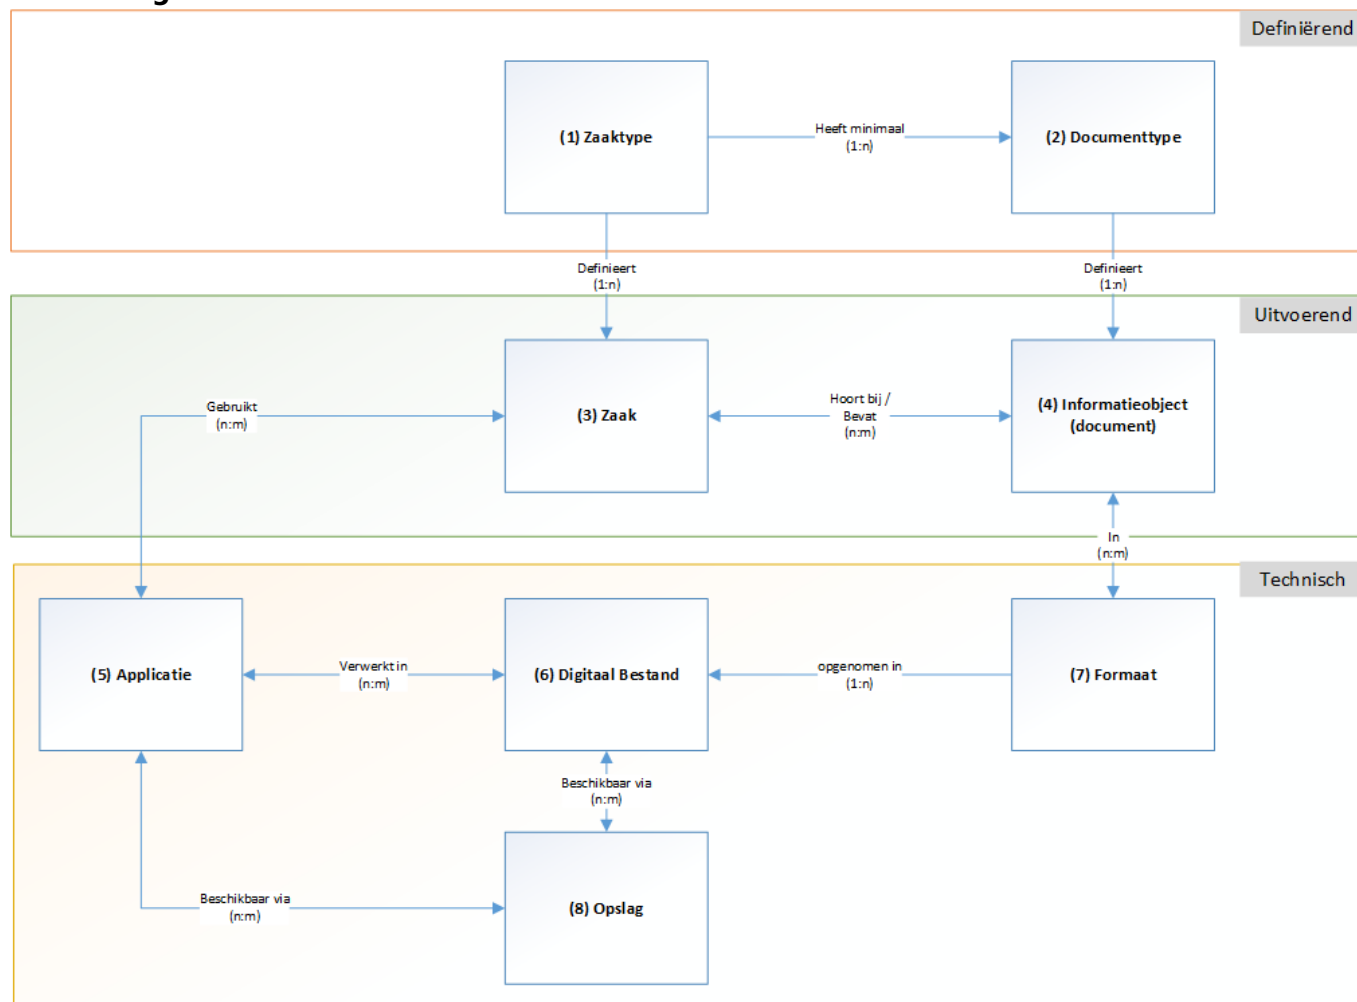 Definiërend
(1) Zaaktype
Heeft minimaal
(1:n)
(2) Documenttype
Definieert
(1:n)
Definieert
(1:n)
Uitvoerend
Gebruikt
(n:m)
(3) Zaak
Hoort bij /
Bevat
(n:m)
(4) Informatieobject
(document)
In
(n:m)
Technisch
(5) Applicatie
Verwerkt in
(n:m)
(6) Digitaal Bestand
opgenomen in
(1:n)
(7) Formaat
Beschikbaar via
(n:m)
Beschikbaar via
(n:m)
(8) Opslag